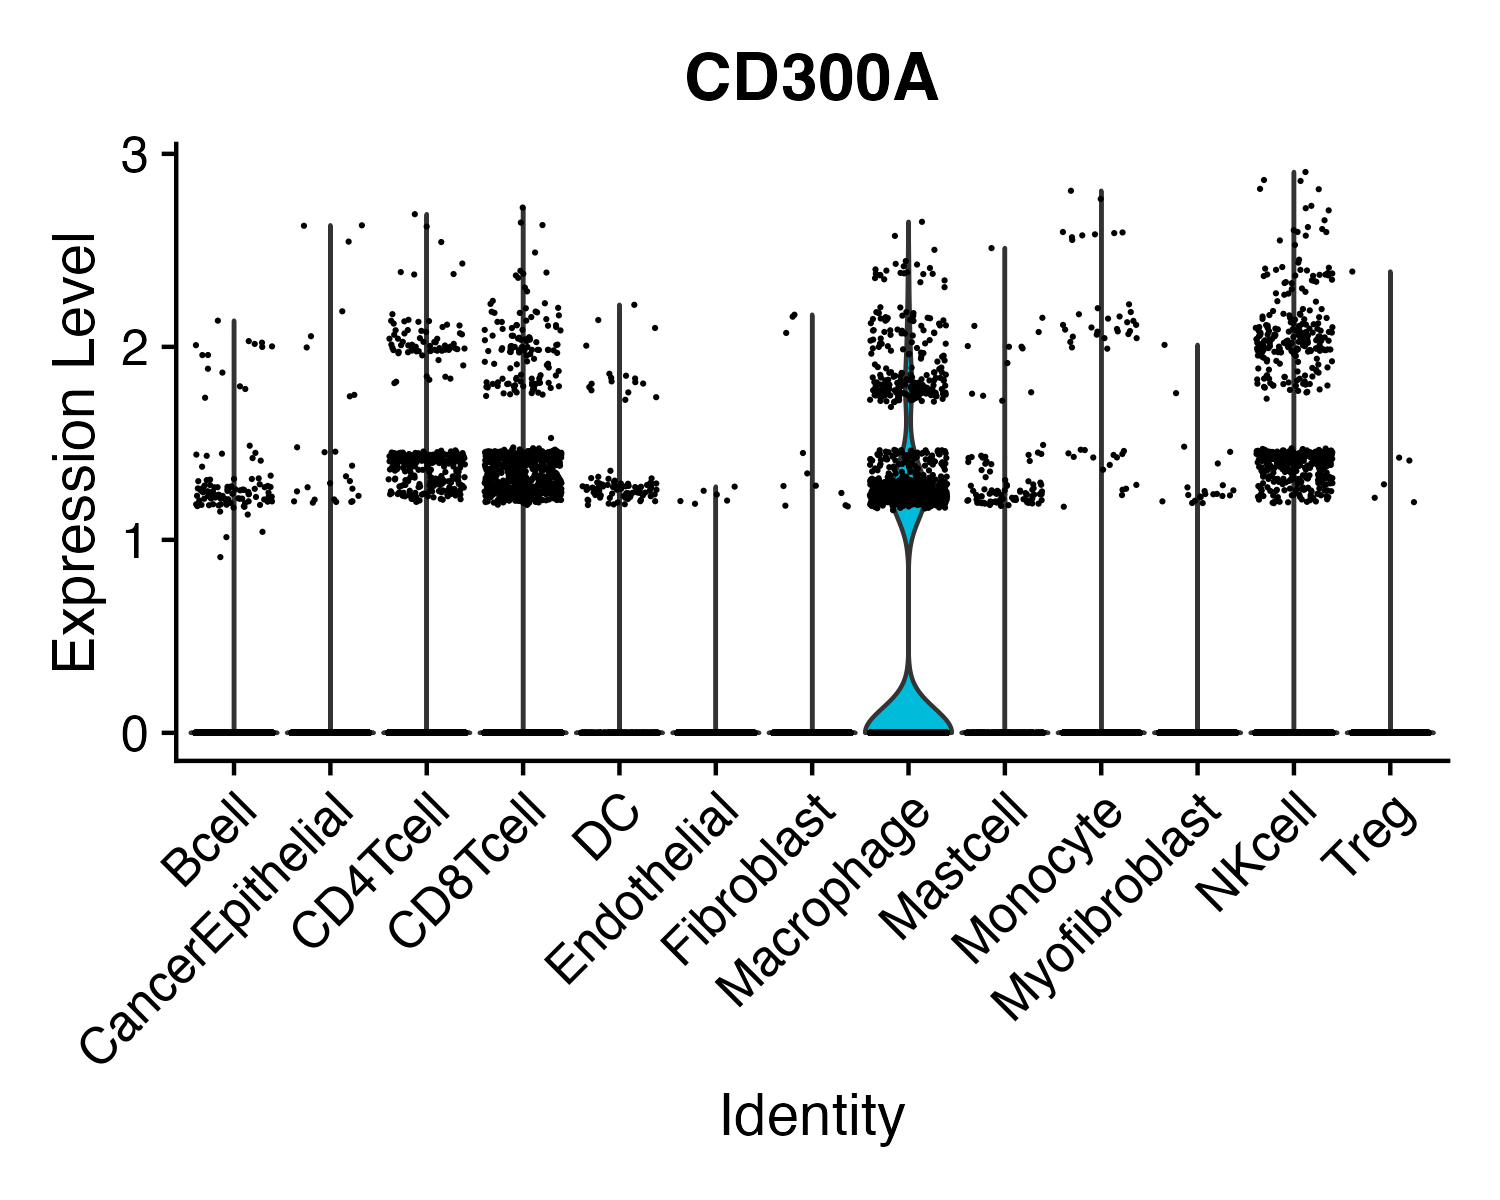 CD300A
Expression Level
3
2
1
0
Bcell
CancerEpithelial
CD4Tcell
CD8Tcell
DC
Endothelial
Fibroblast
Macrophage
Mastcell
Monocyte
Myofibroblast
NKcell
Treg
Identity